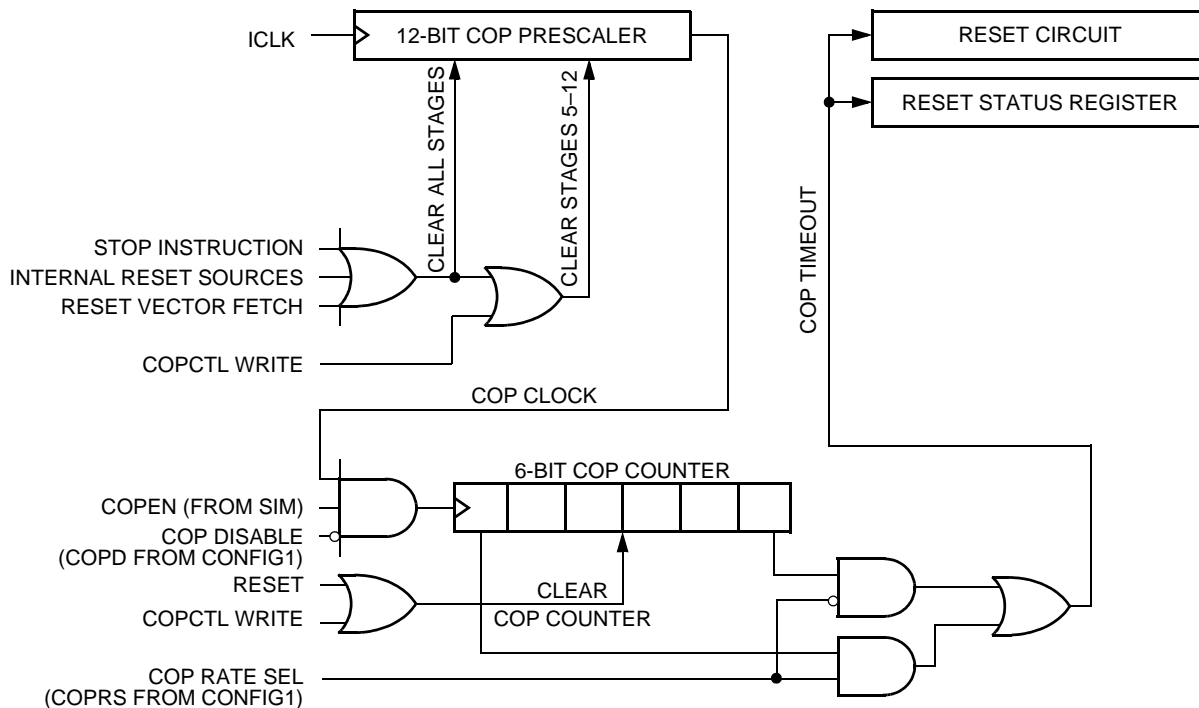 ICLK
12-BIT COP PRESCALER
RESET CIRCUIT
RESET STATUS REGISTER
CLEAR ALL STAGES
CLEAR STAGES 5–12
COP TIMEOUT
STOP INSTRUCTION
INTERNAL RESET SOURCES
RESET VECTOR FETCH
COPCTL WRITE
COP CLOCK
6-BIT COP COUNTER
COPEN (FROM SIM)
COP DISABLE
(COPD FROM CONFIG1)
RESET
CLEAR
COP COUNTER
COPCTL WRITE
COP RATE SEL
(COPRS FROM CONFIG1)